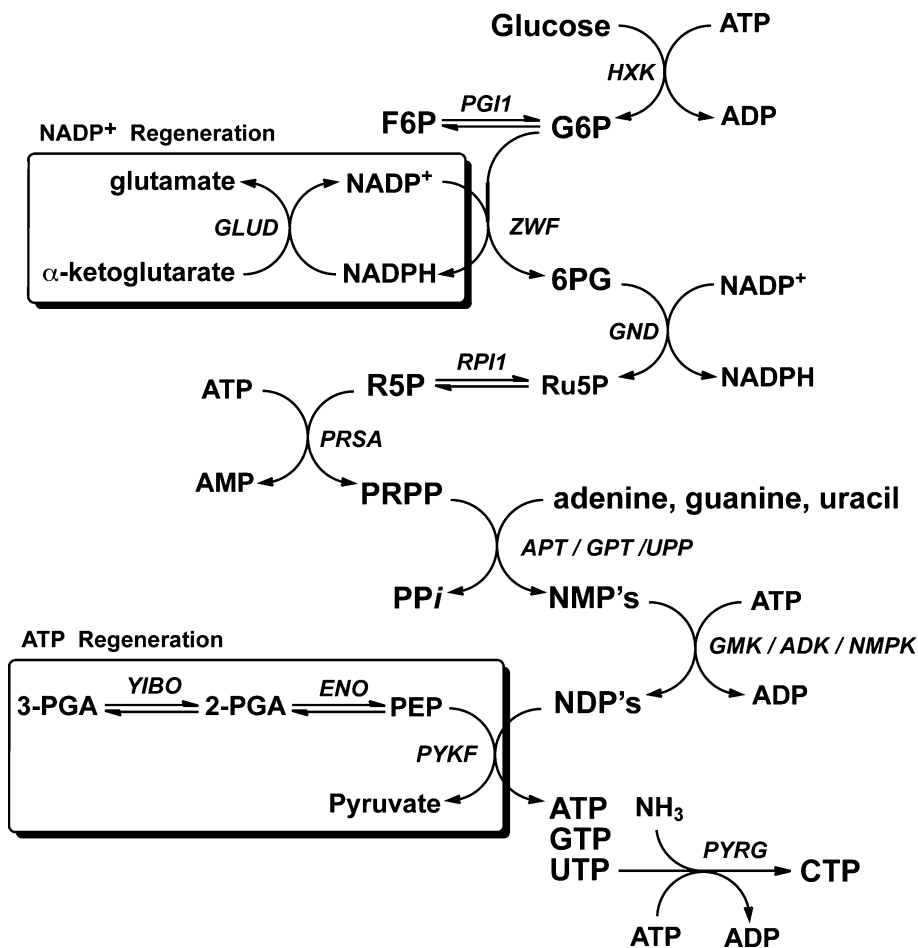 Glucose ATP
HXK
PGI1
F6P G6P ADP
NADP+ Regeneration
glutamate NADP+
GLUD ZWF
α-ketoglutarate NADPH 6PG NADP+
GND
RPI1
ATP R5P Ru5P NADPH
PRSA
AMP PRPP adenine, guanine, uracil
APT / GPT /UPP
PPi NMP's ATP
ATP Regeneration
GMK / ADK / NMPK
YIBO ENO
3-PGA 2-PGA PEP NDP's ADP
PYKF
Pyruvate ATP NH3
GTP
PYRG
UTP CTP
ATP ADP